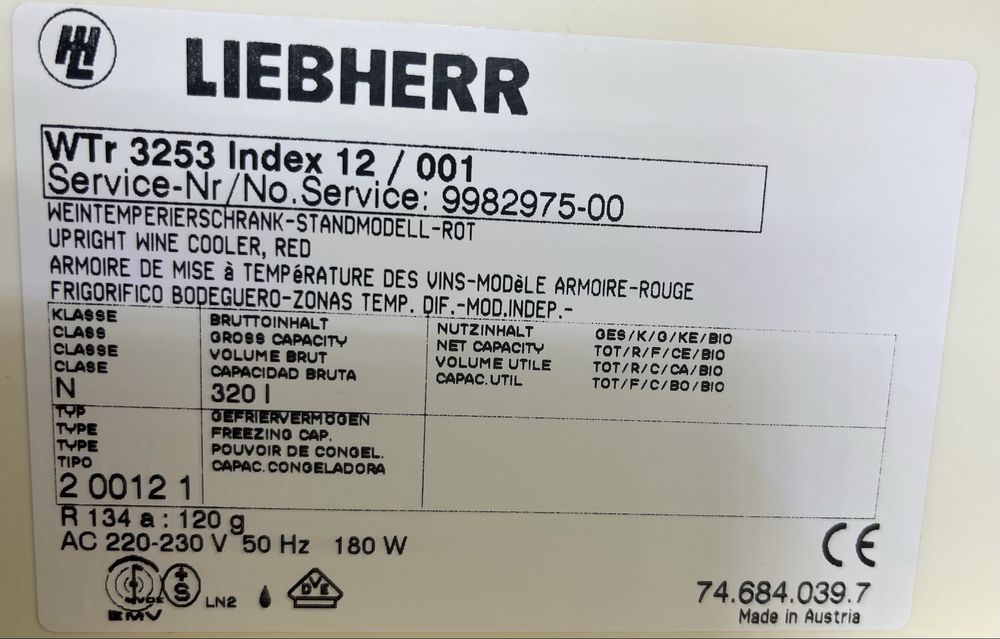 HLL
LIEBHERR
WTr 3253 Index 12 / 001
Service-Nr/No.Service: 9982975-00
WEINTEMPERIERSCHRANK-STANDMODELL-ROT
UPRIGHT WINE COOLER, RED
ARMOIRE DE MISE à TEMPéRATURE DES VINS-MODèLE ARMOIRE-ROUGE
FRIGORIFICO BODEGUERO-ZONAS TEMP. DIF.-MOD.INDEP.-
KLASSE BRUTTOINHALT NUTZINHALT GES/K/G/KE/BIO
CLASS GROSS CAPACITY NET CAPACITY TOT/R/F/CE/BIO
CLASSE VOLUME BRUT VOLUME UTILE TOT/R/C/CA/BIO
CLASE CAPACIDAD BRUTA CAPAC.UTIL TOT/F/C/BO/BIO
N 320 l
TYP GEFRIERVERMÖGEN
TYPE FREEZING CAP.
TYPE POUVOIR DE CONGEL.
TIPO CAPAC.CONGELADORA
2 0012 1
R 134 a : 120 g
AC 220-230 V 50 Hz 180 W
CE
VDE S LN2 DVE
EMV
74.684.039.7
Made in Austria